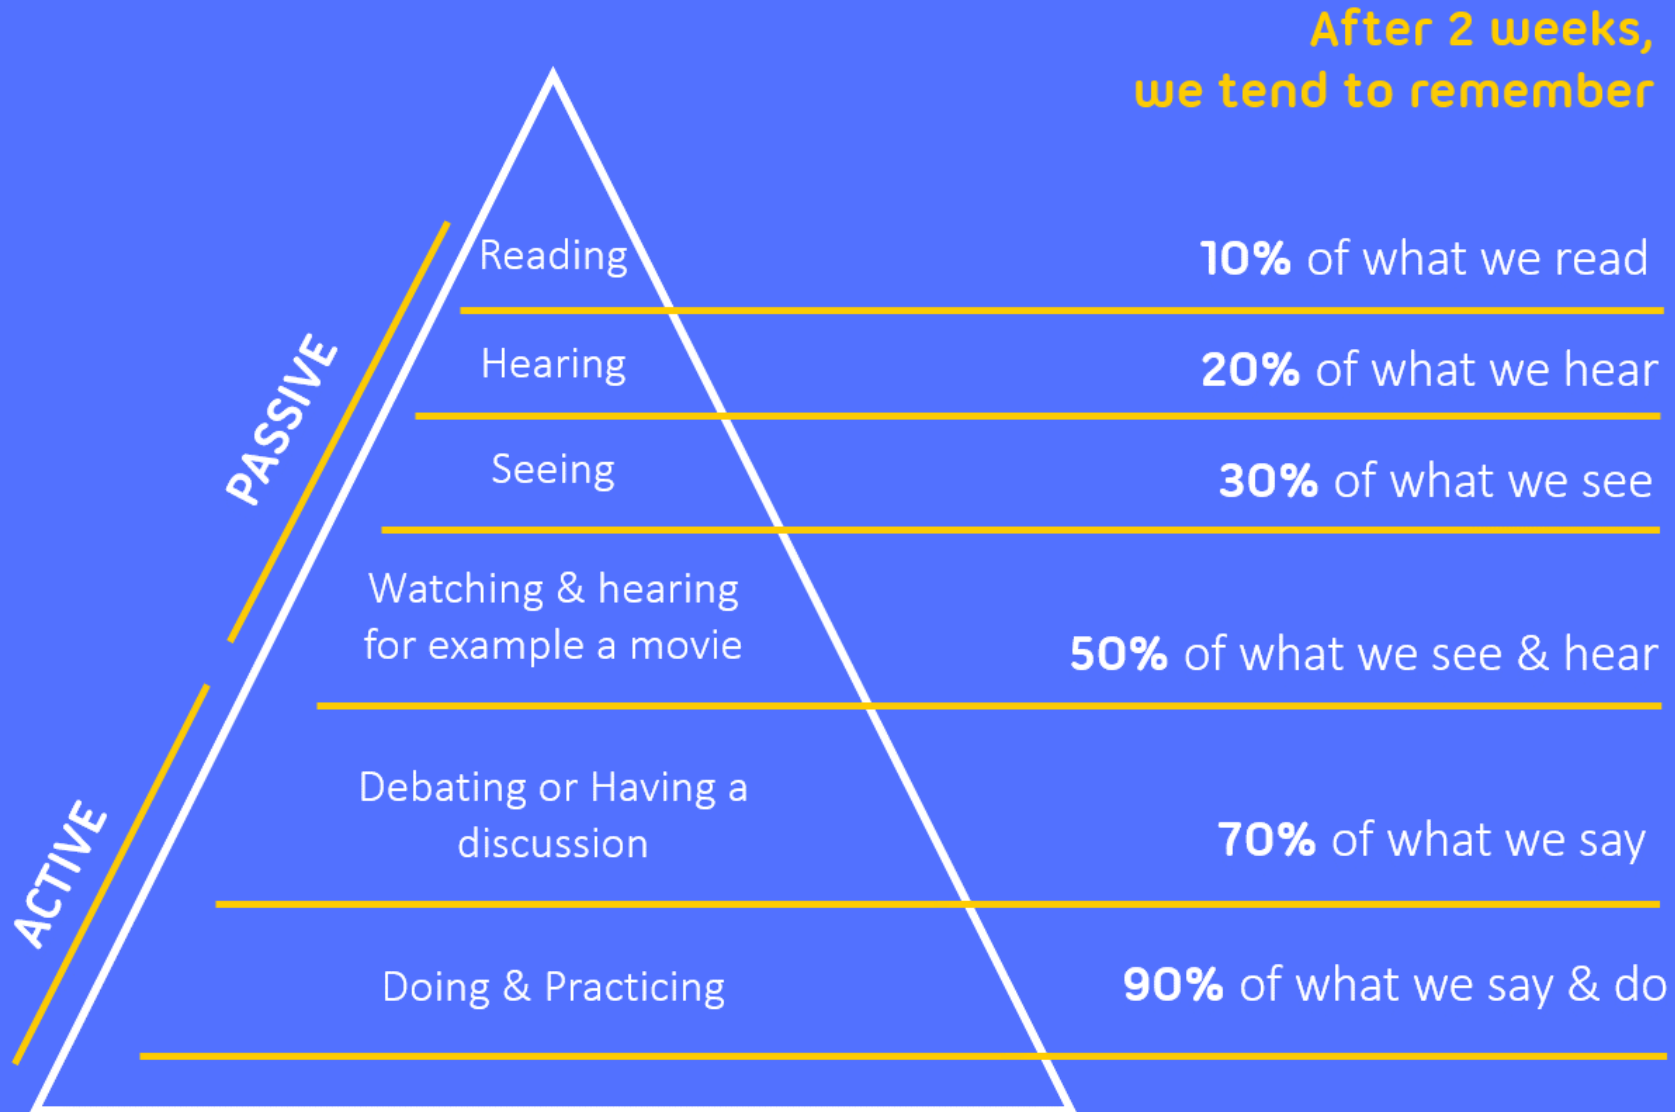 After 2 weeks,
we tend to remember
PASSIVE
Reading
10% of what we read
Hearing
20% of what we hear
Seeing
30% of what we see
Watching & hearing
for example a movie
50% of what we see & hear
ACTIVE
Debating or Having a
discussion
70% of what we say
Doing & Practicing
90% of what we say & do